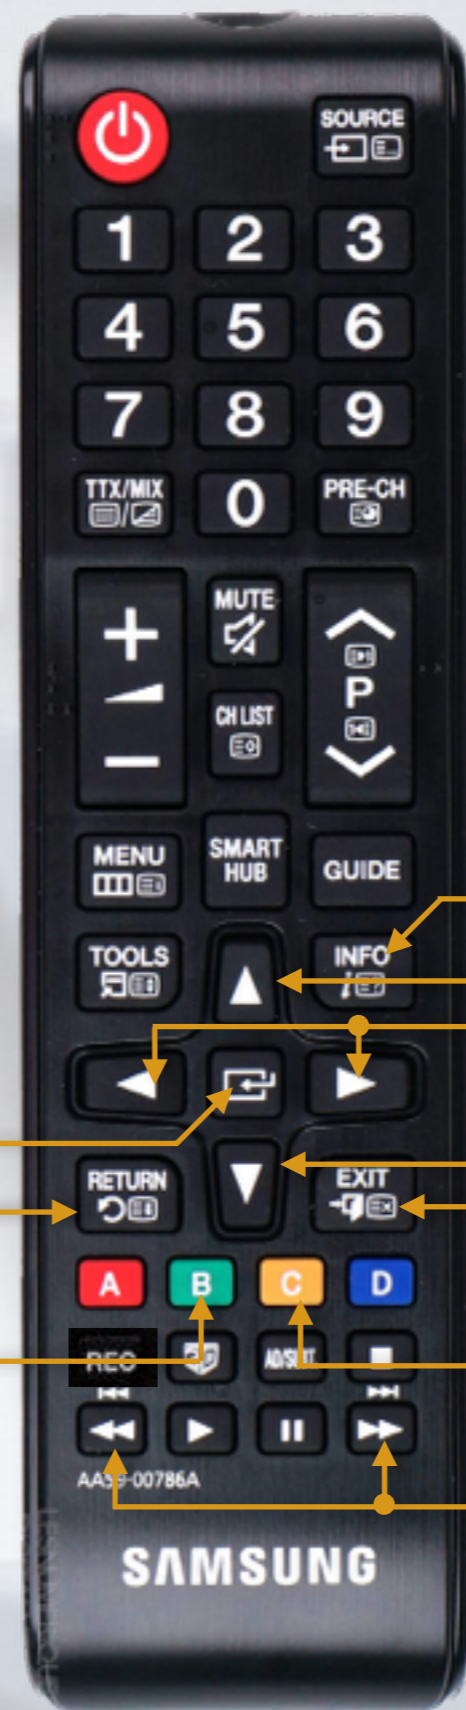 SOURCE
1 2 3
4 5 6
7 8 9
TTX/MIX 0 PRE-CH
MUTE
P
CH LIST
MENU SMART HUB GUIDE
TOOLS INFO
RETURN EXIT
A B C D
REC AD/SUBT.
AA59-00786A
SAMSUNG